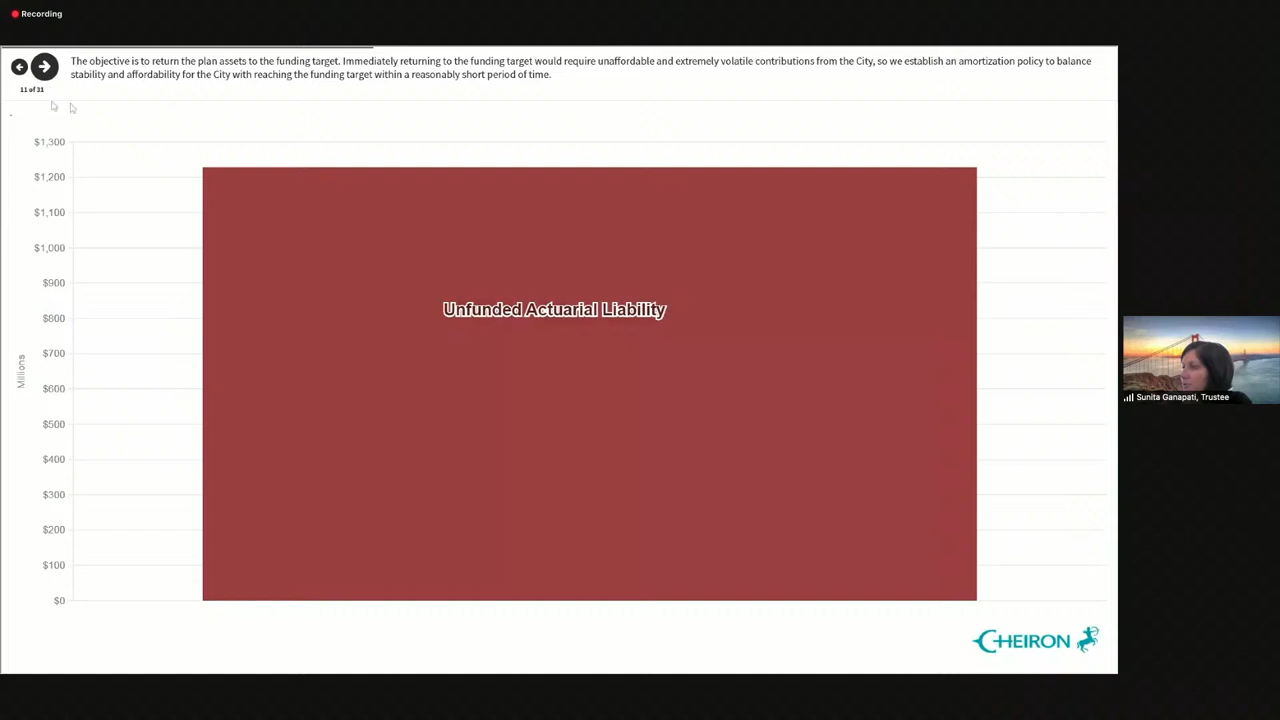 Recording
The objective is to return the plan assets to the funding target. Immediately returning to the funding target would require unaffordable and extremely volatile contributions from the City, so we establish an amortization policy to balance
stability and affordability for the City with reaching the funding target within a reasonably short period of time.
11 of 31
$1,300
$1,200
$1,100
$1,000
$900
$800
$700
$600
$500
$400
$300
$200
$100
$0
Millions
Unfunded Actuarial Liability
CHEIRON
Sunita Ganapati, Trustee